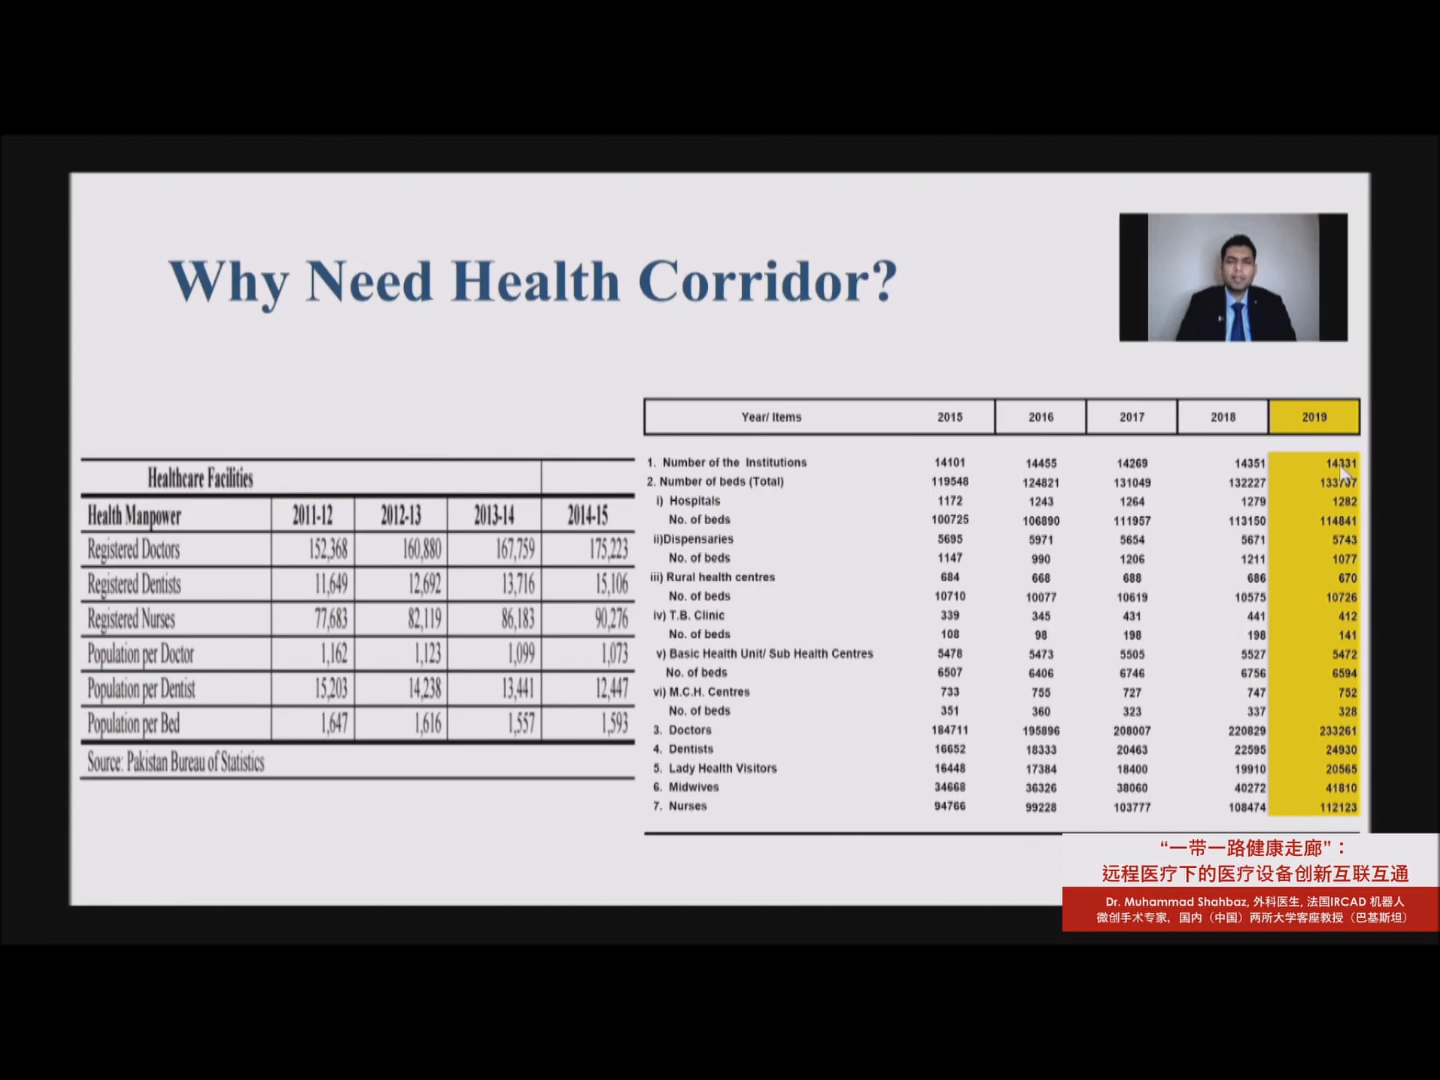 Why Need Health Corridor?
Healthcare Facilities
Health Manpower 2011-12 2012-13 2013-14 2014-15
Registered Doctors 152,368 160,880 167,759 175,223
Registered Dentists 11,649 12,692 13,716 15,106
Registered Nurses 77,683 82,119 86,183 90,276
Population per Doctor 1,162 1,123 1,099 1,073
Population per Dentist 15,203 14,238 13,441 12,447
Population per Bed 1,647 1,616 1,557 1,593
Source: Pakistan Bureau of Statistics
Year/ Items 2015 2016 2017 2018 2019
1. Number of the Institutions 14101 14455 14269 14351 14331
2. Number of beds (Total) 119548 124821 131049 132227 133707
i) Hospitals 1172 1243 1264 1279 1282
No. of beds 100725 106890 111957 113150 114841
ii)Dispensaries 5695 5971 5654 5671 5743
No. of beds 1147 990 1206 1211 1077
iii) Rural health centres 684 668 688 686 670
No. of beds 10710 10077 10619 10575 10726
iv) T.B. Clinic 339 345 431 441 412
No. of beds 108 98 198 198 141
v) Basic Health Unit/ Sub Health Centres 5478 5473 5505 5527 5472
No. of beds 6507 6406 6746 6756 6594
vi) M.C.H. Centres 733 755 727 747 752
No. of beds 351 360 323 337 328
3. Doctors 184711 195896 208007 220829 233261
4. Dentists 16652 18333 20463 22595 24930
5. Lady Health Visitors 16448 17384 18400 19910 20565
6. Midwives 34668 36326 38060 40272 41810
7. Nurses 94766 99228 103777 108474 112123
“一带一路健康走廊”：
远程医疗下的医疗设备创新互联互通
Dr. Muhammad Shahbaz, 外科医生, 法国IRCAD 机器人
微创手术专家，国内（中国）两所大学客座教授（巴基斯坦）